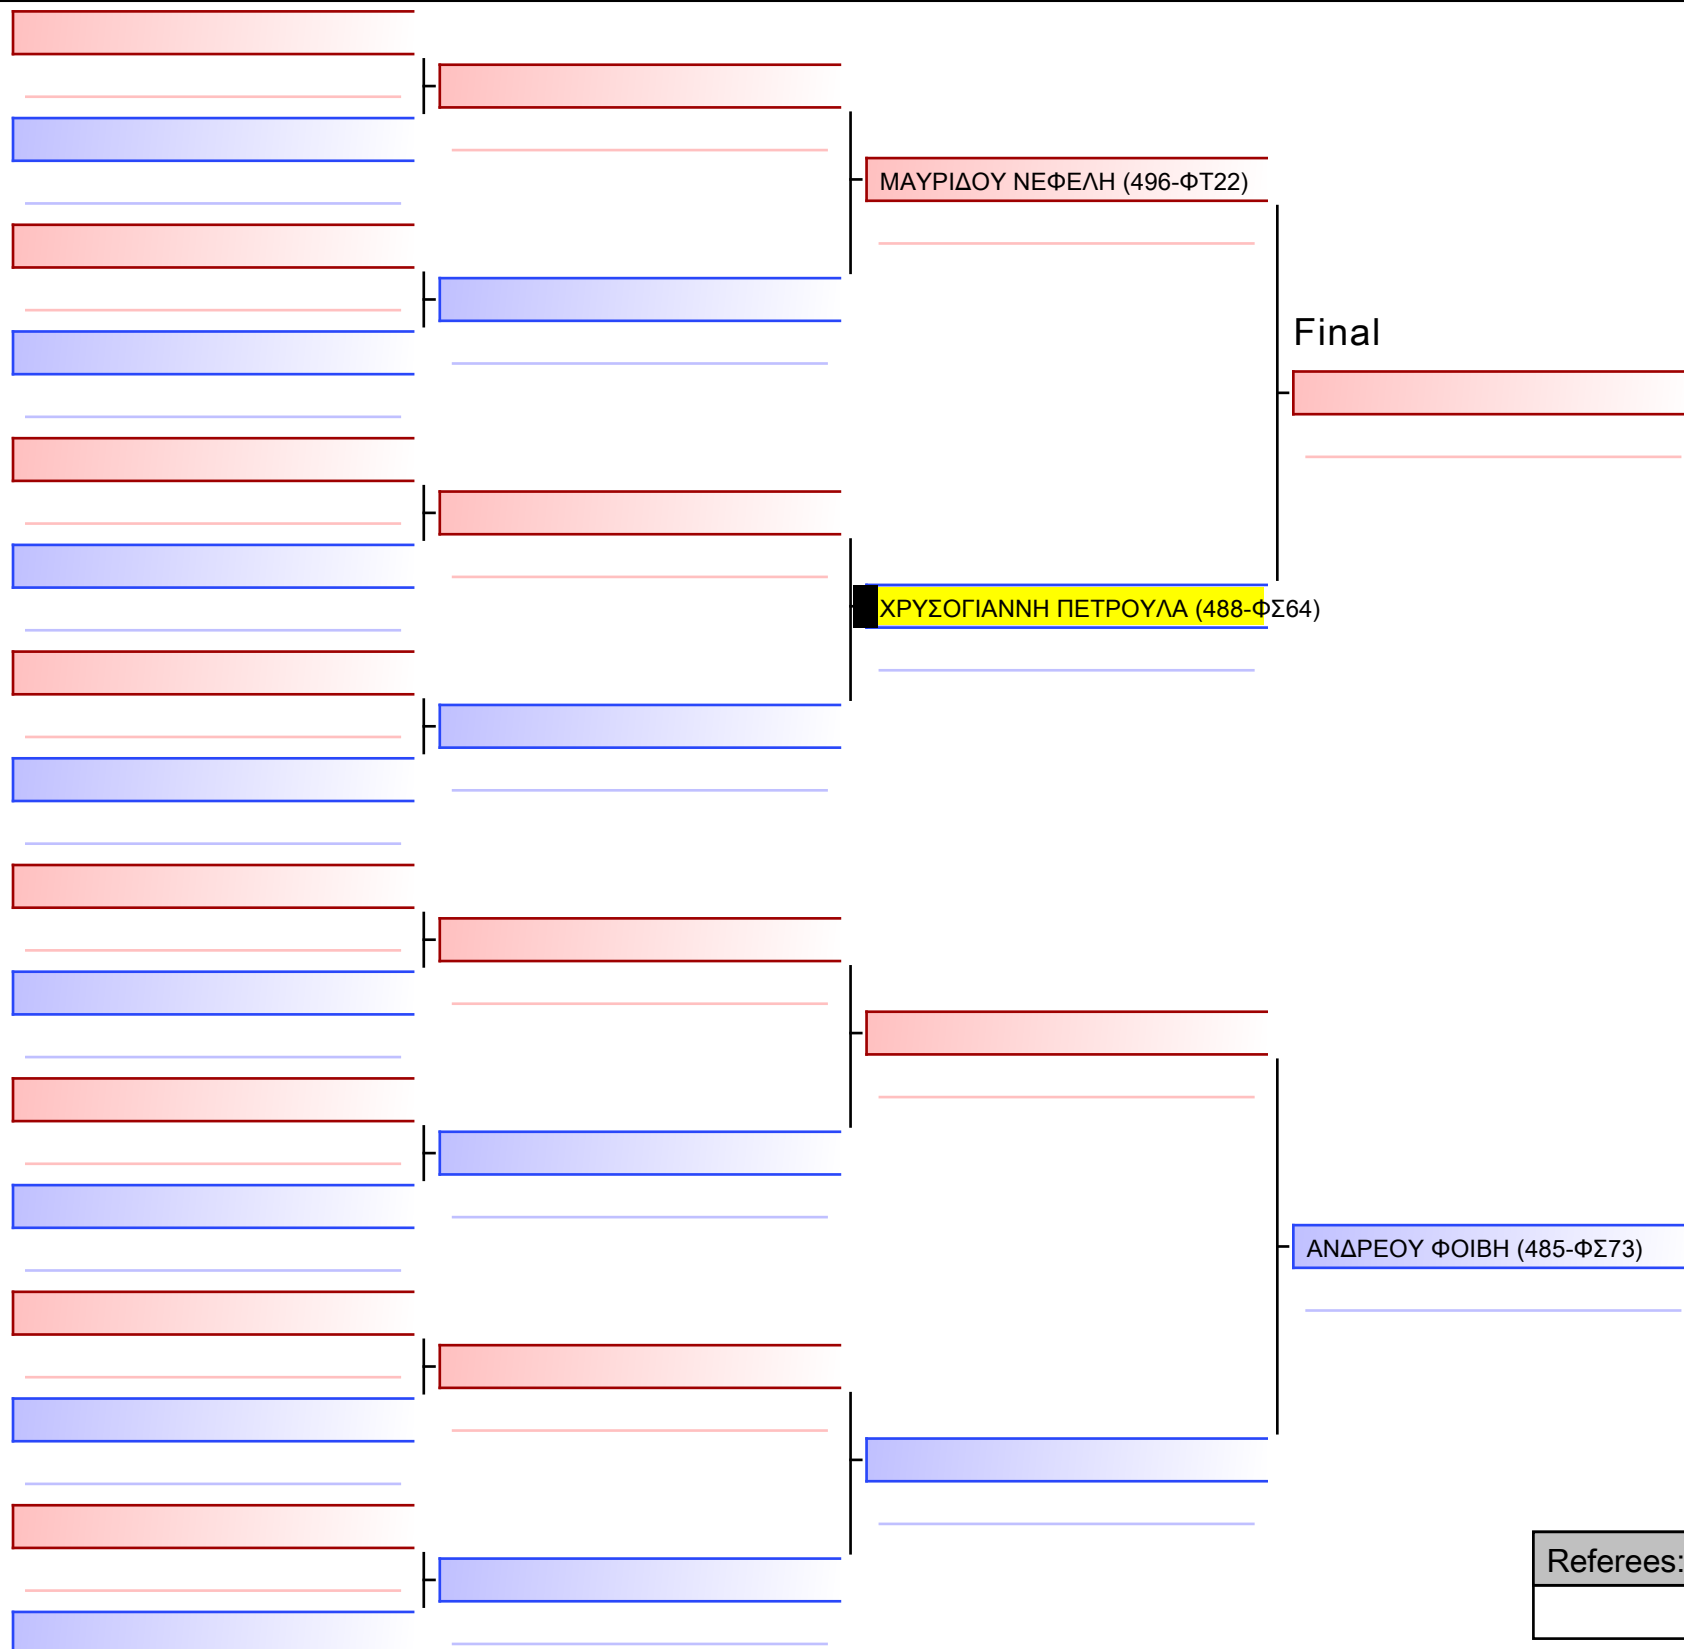 ΜΑΥΡΙΔΟΥ ΝΕΦΕΛΗ (496-ΦΤ22)
Final
ΧΡΥΣΟΓΙΑΝΝΗ ΠΕΤΡΟΥΛΑ (488-ΦΣ64)
ΑΝΔΡΕΟΥ ΦΟΙΒΗ (485-ΦΣ73)
Referees: